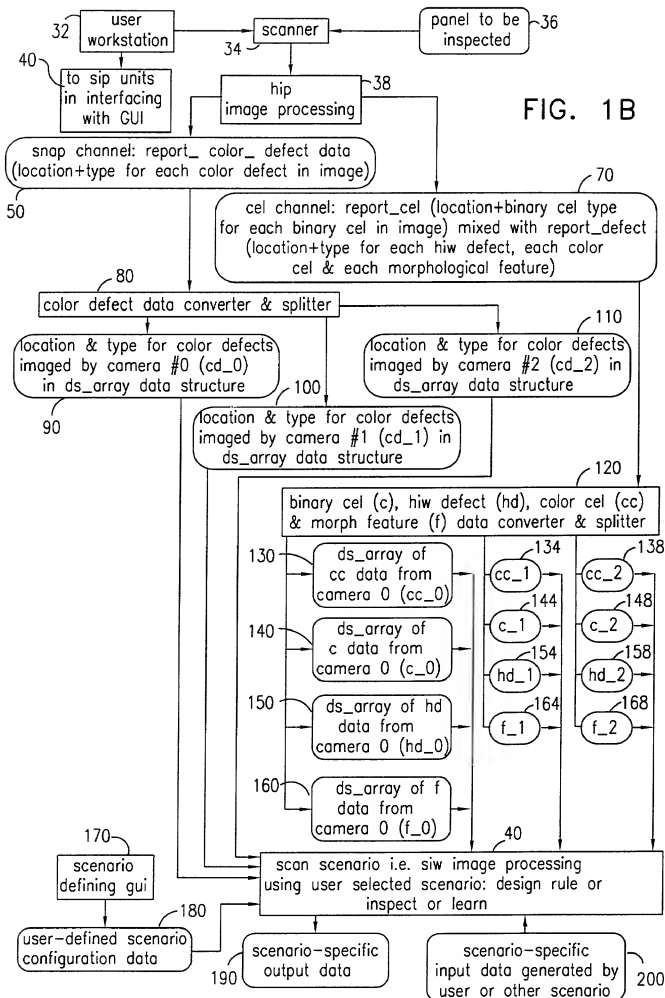 user
workstation
32
scanner
34
panel to be
inspected
36
40
to sip units
in interfacing
with GUI
hip
image processing
38
FIG. 1B
snap channel: report_ color_ defect data
(location+type for each color defect in image)
50
70
cel channel: report_cel (location+binary cel type
for each binary cel in image) mixed with report_defect
(location+type for each hiw defect, each color
cel & each morphological feature)
80
color defect data converter & splitter
location & type for color defects
imaged by camera #0 (cd_0)
in ds_array data structure
90
110
location & type for color defects
imaged by camera #2 (cd_2) in
ds_array data structure
100
location & type for color defects
imaged by camera #1 (cd_1) in
ds_array data structure
120
binary cel (c), hiw defect (hd), color cel (cc)
& morph feature (f) data converter & splitter
130
ds_array of
cc data from
camera 0 (cc_0)
134
cc_1
138
cc_2
140
ds_array of
c data from
camera 0 (c_0)
144
c_1
148
c_2
150
ds_array of hd
data from
camera 0 (hd_0)
154
hd_1
158
hd_2
160
ds_array of f
data from
camera 0 (f_0)
164
f_1
168
f_2
170
scenario
defining gui
40
scan scenario i.e. siw image processing
using user selected scenario: design rule or
inspect or learn
180
user-defined scenario
configuration data
190
scenario-specific
output data
scenario-specific
input data generated by
user or other scenario
200